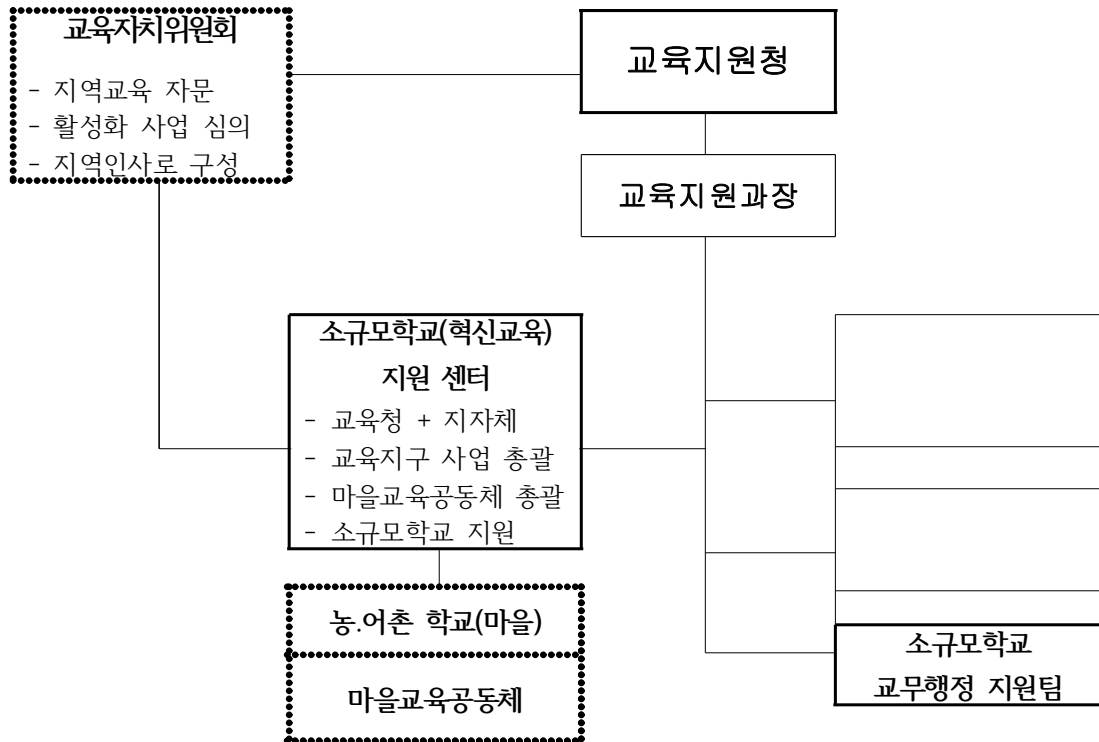 교육자치위원회
- 지역교육 자문
- 활성화 사업 심의
- 지역인사로 구성
교육지원청
교육지원과장
소규모학교(혁신교육)
지원 센터
- 교육청 + 지자체
- 교육지구 사업 총괄
- 마을교육공동체 총괄
- 소규모학교 지원
농.어촌 학교(마을)
마을교육공동체
소규모학교
교무행정 지원팀